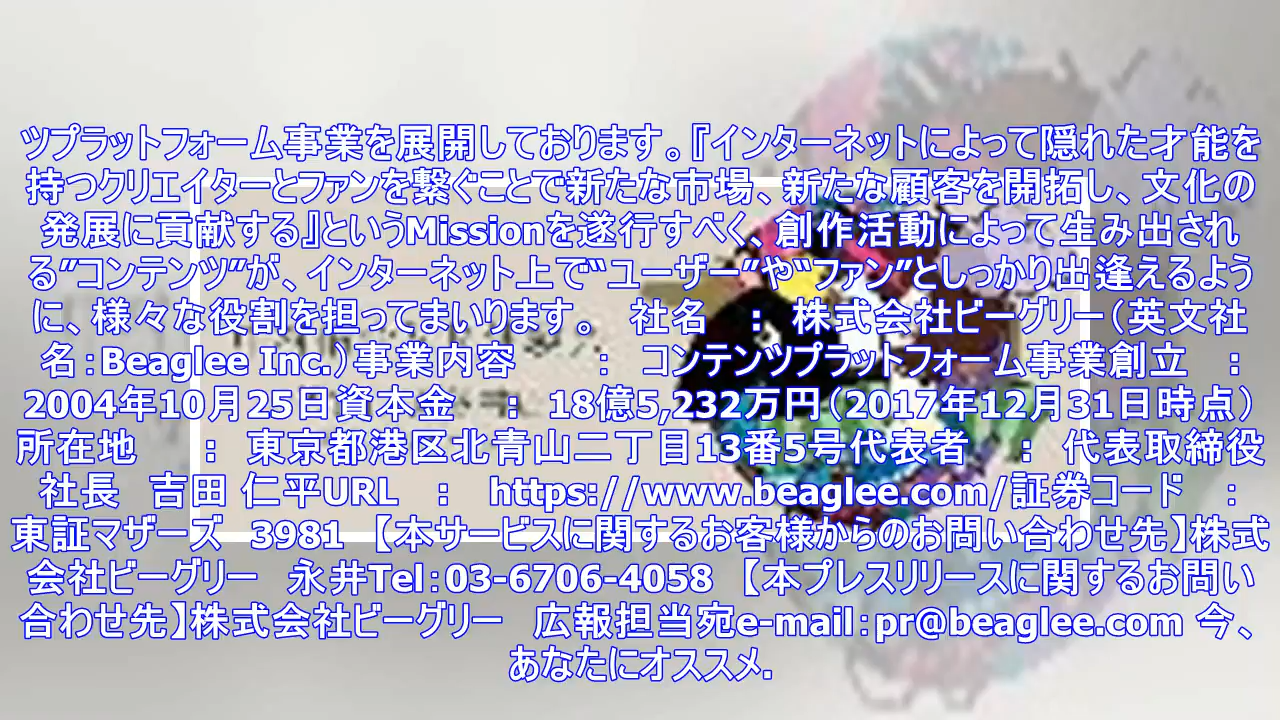 ツプラットフォーム事業を展開しております。『インターネットによって隠れた才能を
持つクリエイターとファンを繋ぐことで新たな市場、新たな顧客を開拓し、文化の
発展に貢献する』というMissionを遂行すべく、創作活動によって生み出され
る”コンテンツ”が、インターネット上で“ユーザー”や“ファン”としっかり出逢えるよう
に、様々な役割を担ってまいります。　社名　：　株式会社ビーグリー（英文社
名：Beaglee Inc.）事業内容　　：　コンテンツプラットフォーム事業創立　：
2004年10月25日資本金　：　18億5,232万円（2017年12月31日時点）
所在地　　：　東京都港区北青山二丁目13番5号代表者　：　代表取締役
社長　吉田 仁平URL　：　https://www.beaglee.com/証券コード　：
東証マザーズ　3981　【本サービスに関するお客様からのお問い合わせ先】株式
会社ビーグリー　永井Tel：03-6706-4058　【本プレスリリースに関するお問い
合わせ先】株式会社ビーグリー　広報担当宛e-mail：pr@beaglee.com 今、
あなたにオススメ.